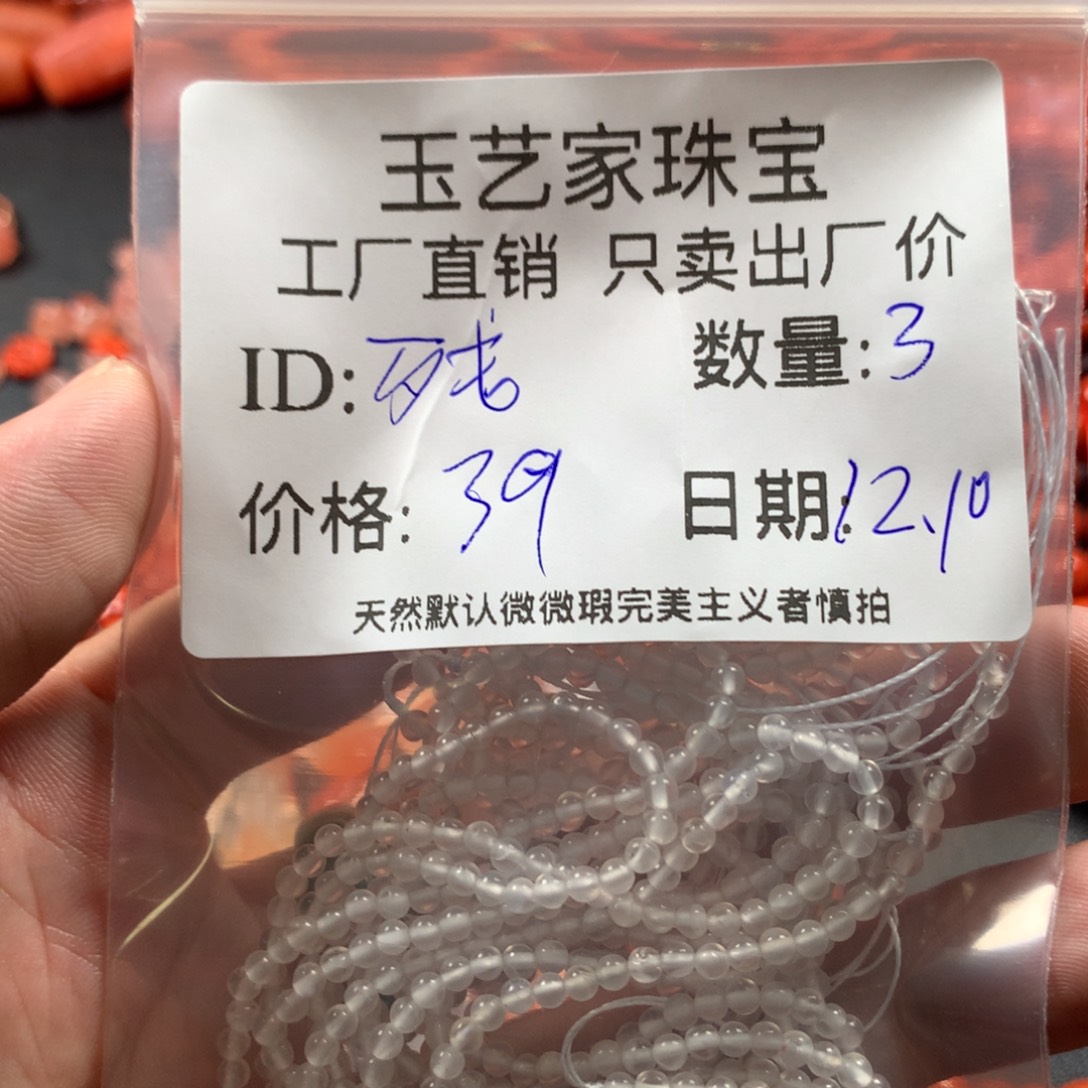 玉艺家珠宝
工厂直销 只卖出厂价
ID: 数量:3
价格:39 日期:12.10
天然默认微微瑕完美主义者慎拍